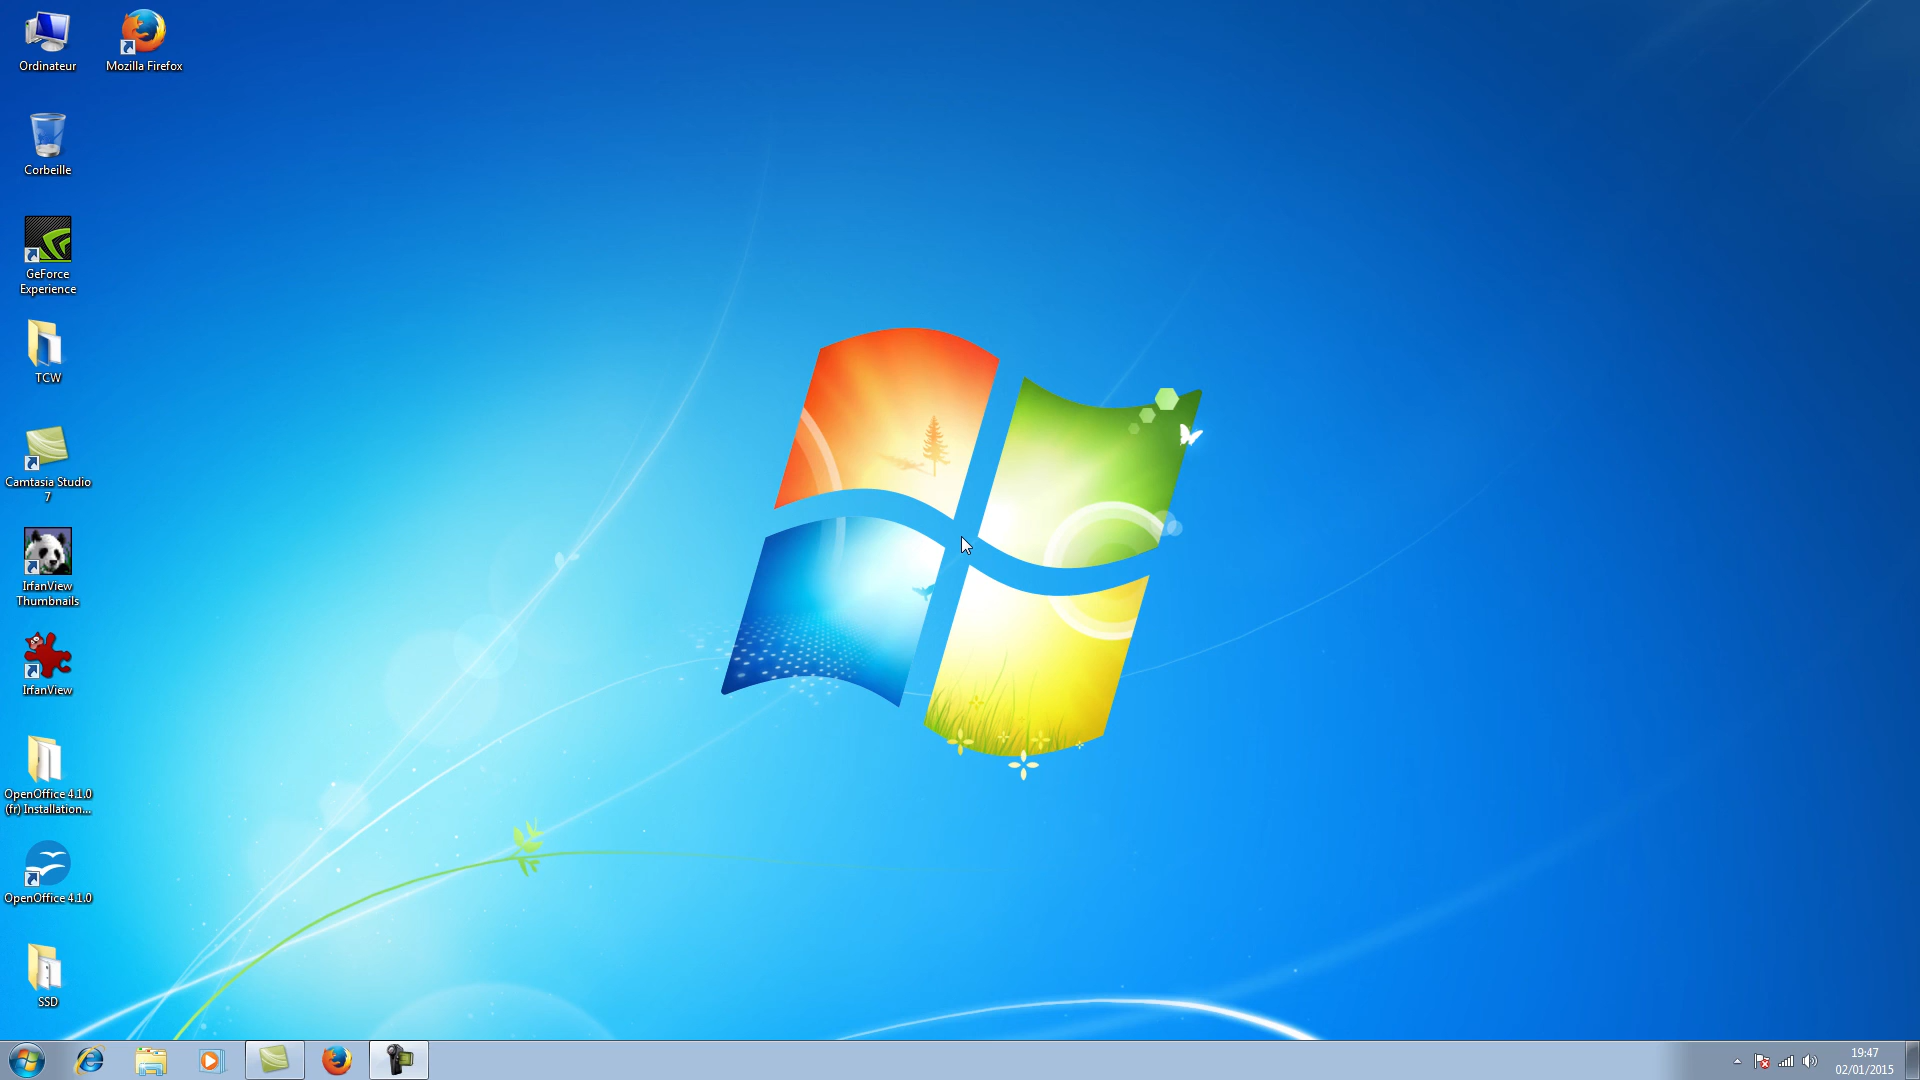 Ordinateur
Mozilla Firefox
Corbeille
GeForce
Experience
TCW
Camtasia Studio
7
IrfanView
Thumbnails
IrfanView
OpenOffice 4.1.0
(fr) Installation...
OpenOffice 4.1.0
SSD
19:47
02/01/2015